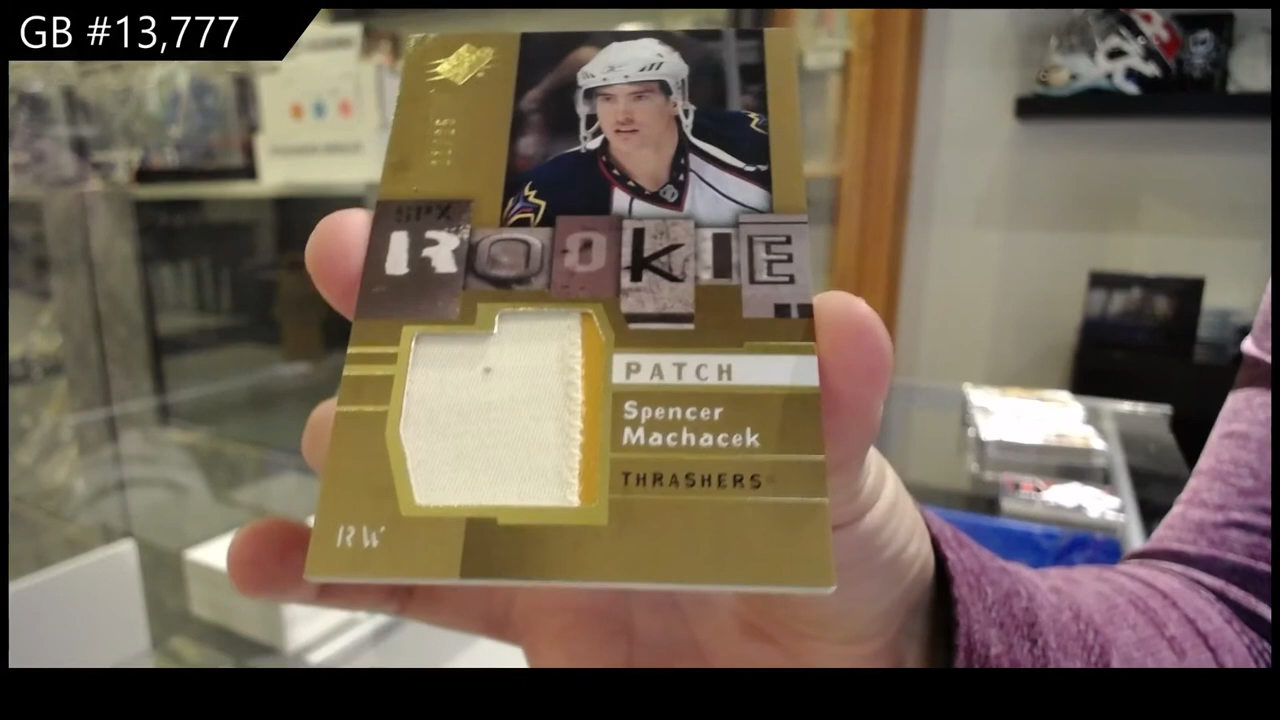 GB #13,777
SPX
ROOKIE
PATCH
Spencer
Machacek
THRASHERS
RW